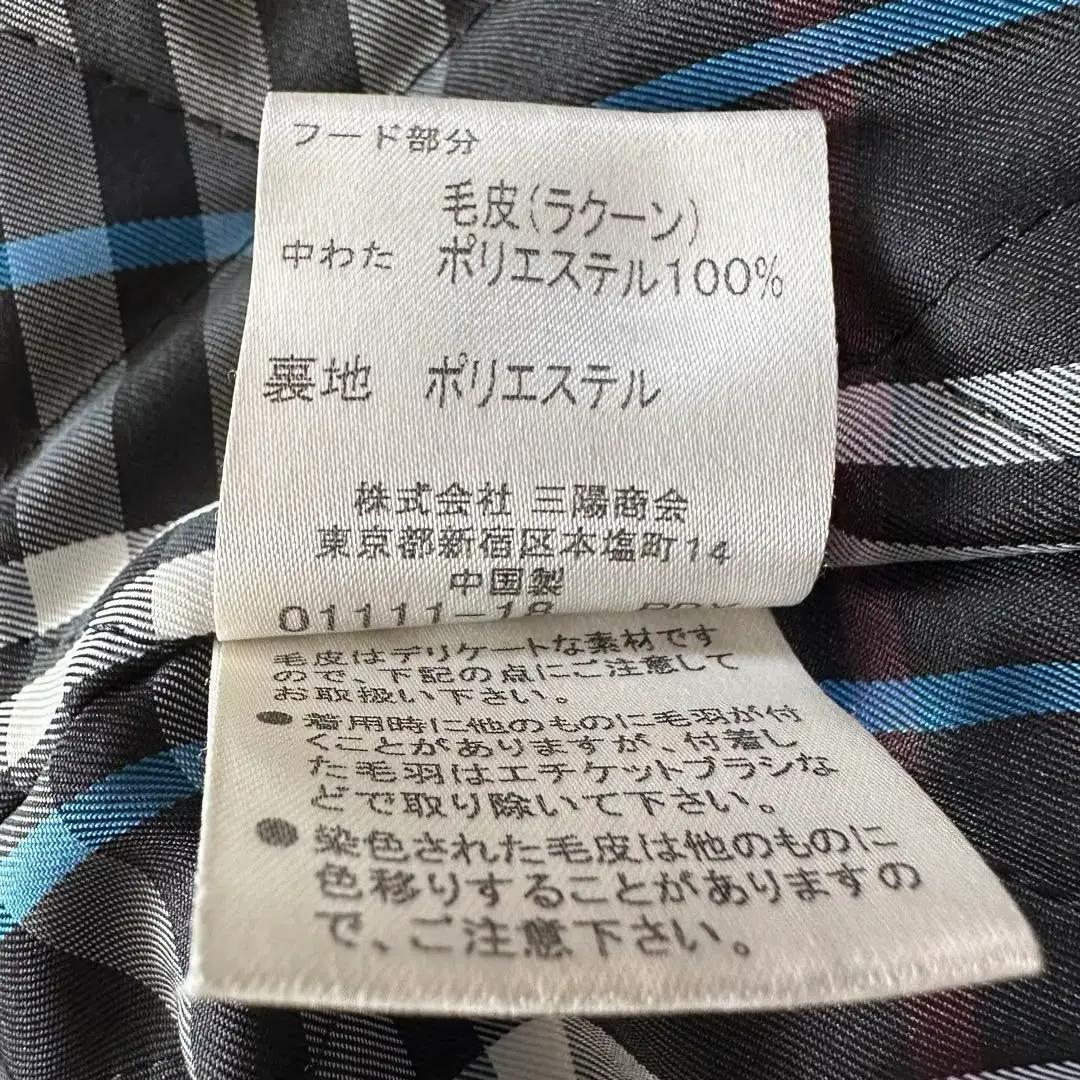 フード部分
毛皮(ラクーン)
中わた ポリエステル100%
裏地 ポリエステル
株式会社 三陽商会
東京都新宿区本塩町14
中国製
01111-18
毛皮はデリケートな素材です
ので、下記の点にご注意して
お取扱い下さい。
●着用時に他のものに毛羽が付
くことがありますが、付着し
た毛羽はエチケットブラシな
どで取り除いて下さい。
●染色された毛皮は他のものに
色移りすることがありますの
で、ご注意下さい。